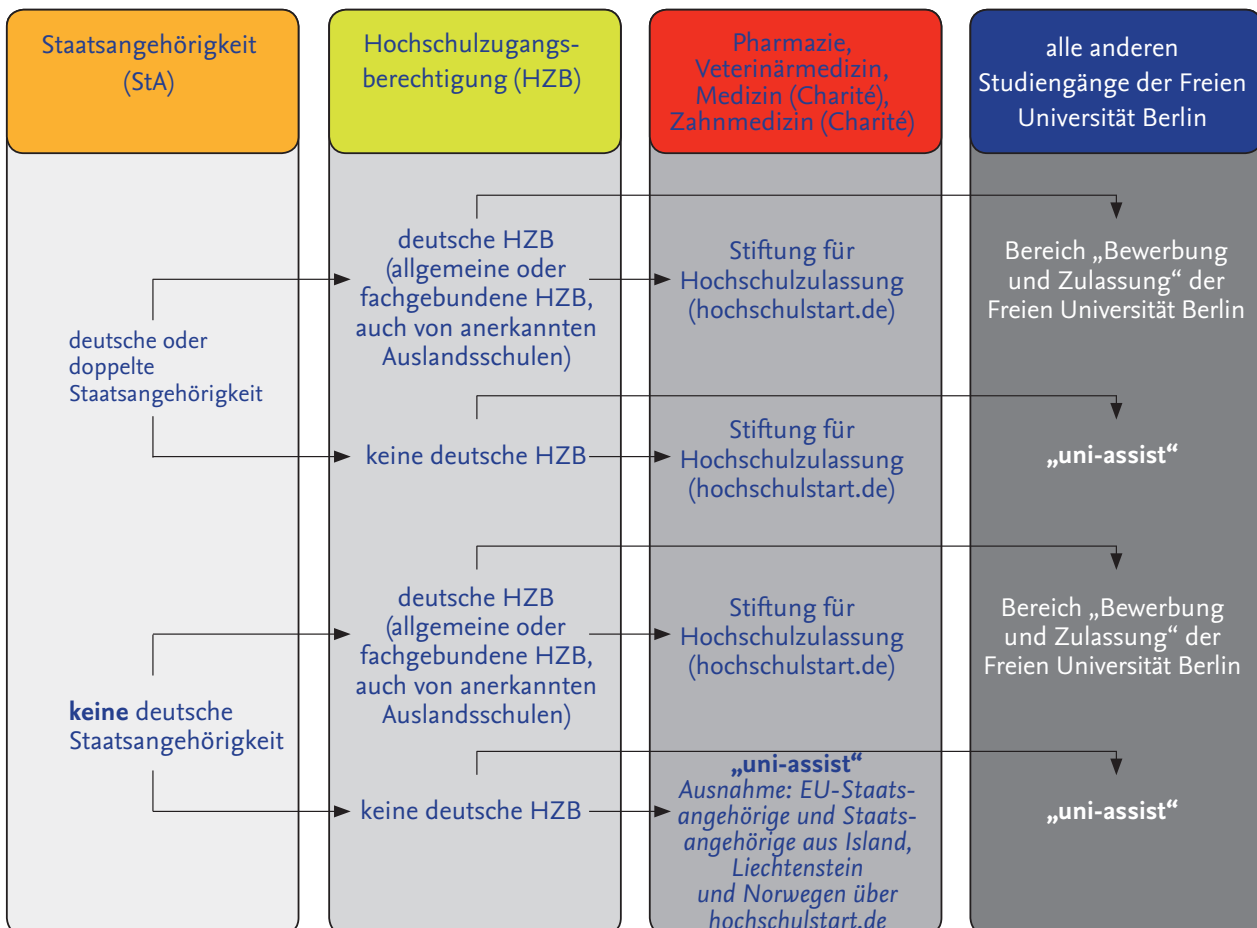 Staatsangehörigkeit
(StA)
Hochschulzugangs-
berechtigung (HZB)
Pharmazie,
Veterinärmedizin,
Medizin (Charité),
Zahnmedizin (Charité)
alle anderen
Studiengänge der Freien
Universität Berlin
deutsche oder
doppelte
Staatsangehörigkeit
deutsche HZB
(allgemeine oder
fachgebundene HZB,
auch von anerkannten
Auslandsschulen)
Stiftung für
Hochschulzulassung
(hochschulstart.de)
Bereich „Bewerbung
und Zulassung“ der
Freien Universität Berlin
keine deutsche HZB
Stiftung für
Hochschulzulassung
(hochschulstart.de)
„uni-assist“
keine deutsche
Staatsangehörigkeit
deutsche HZB
(allgemeine oder
fachgebundene HZB,
auch von anerkannten
Auslandsschulen)
Stiftung für
Hochschulzulassung
(hochschulstart.de)
Bereich „Bewerbung
und Zulassung“ der
Freien Universität Berlin
keine deutsche HZB
„uni-assist“
Ausnahme: EU-Staats-
angehörige und Staats-
angehörige aus Island,
Liechtenstein
und Norwegen über
hochschulstart.de
„uni-assist“